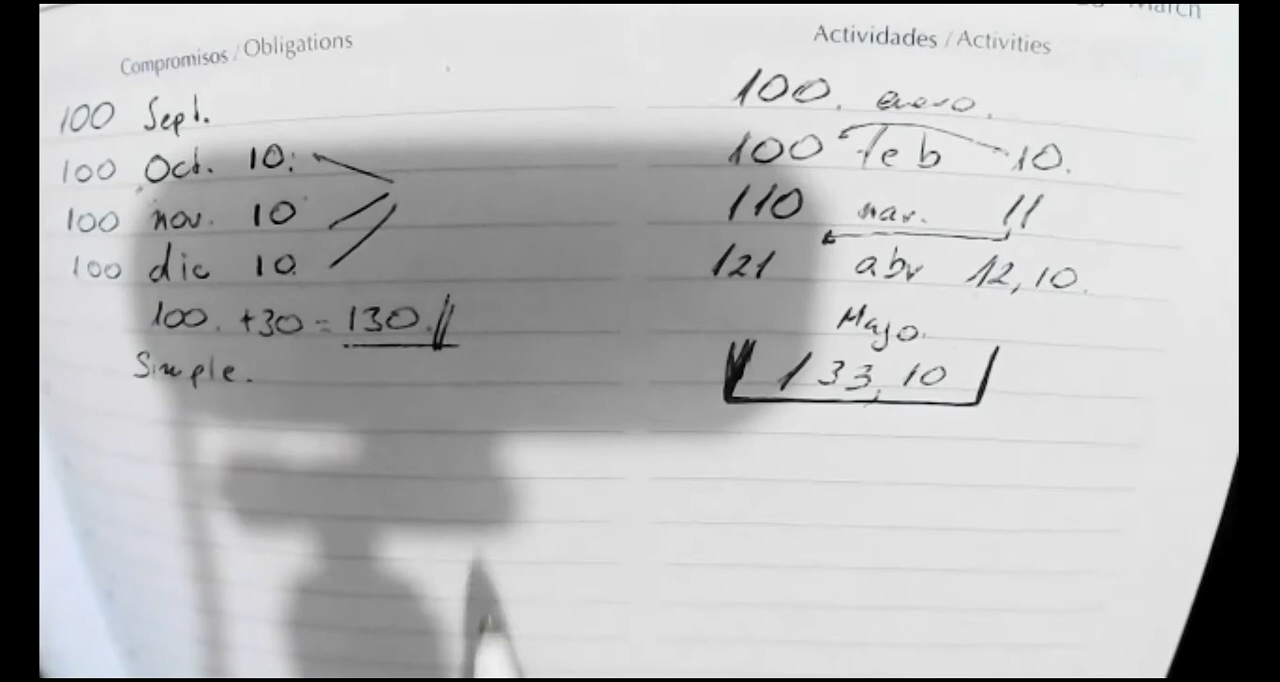 Compromisos / Obligations
100 Sept.
100 Oct. 10.
100 nov. 10
100 dic 10
100. +30 = 130.
Simple.
March
Actividades / Activities
100. enero.
100 feb 10.
110 mar. 11
121 abr 12,10.
Mayo.
133,10